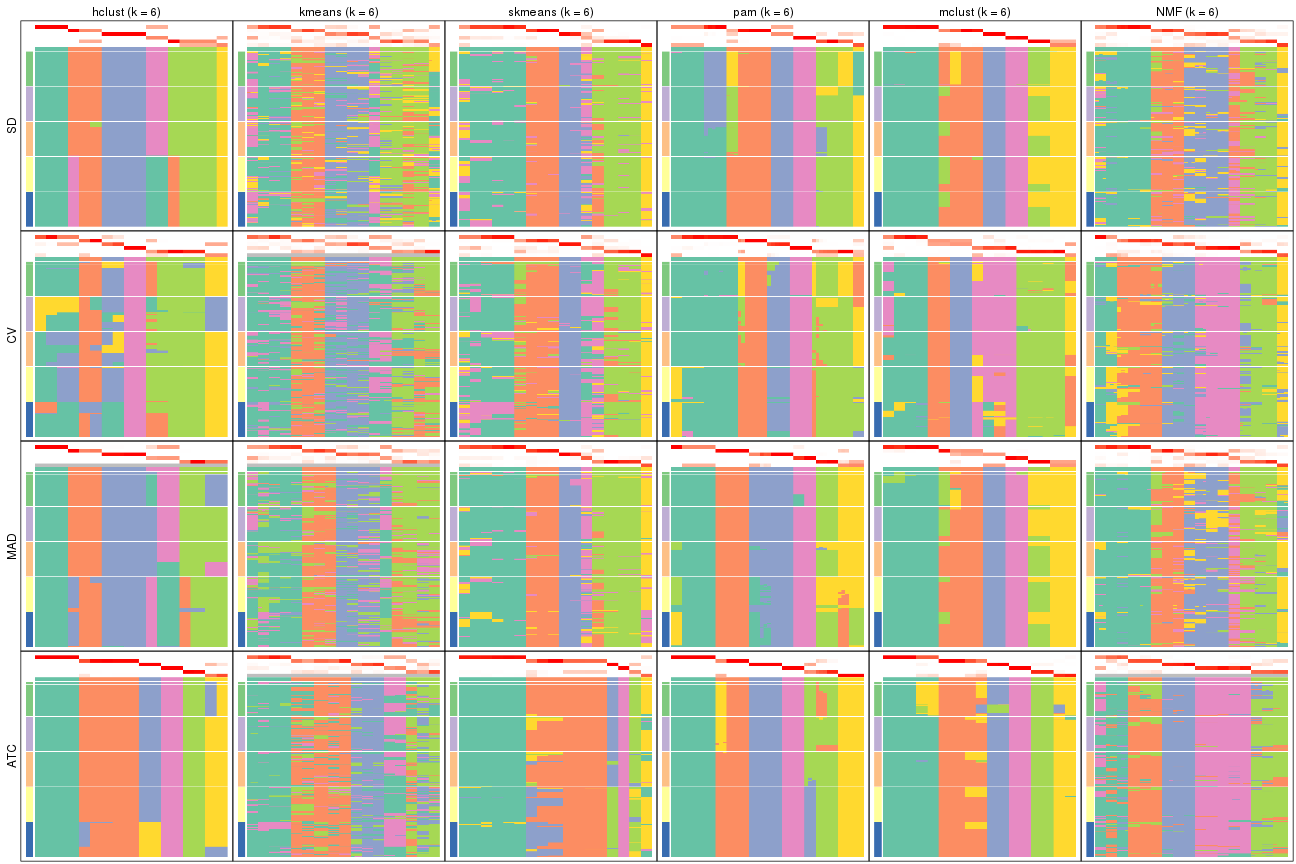 hclust (k = 6) kmeans (k = 6) skmeans (k = 6) pam (k = 6) mclust (k = 6) NMF (k = 6)
SD
CV
MAD
ATC